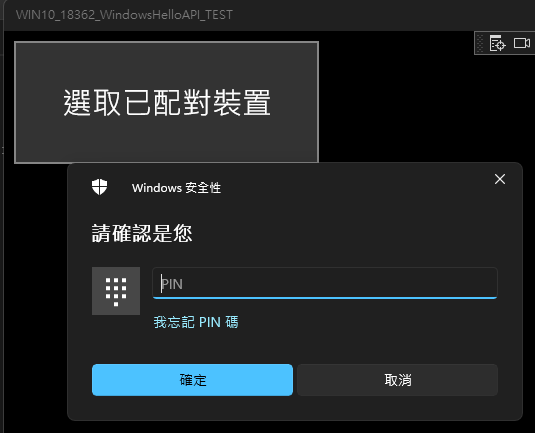 WIN10_18362_WindowsHelloAPI_TEST
選取已配對裝置
Windows 安全性
請確認是您
PIN
我忘記 PIN 碼
確定
取消